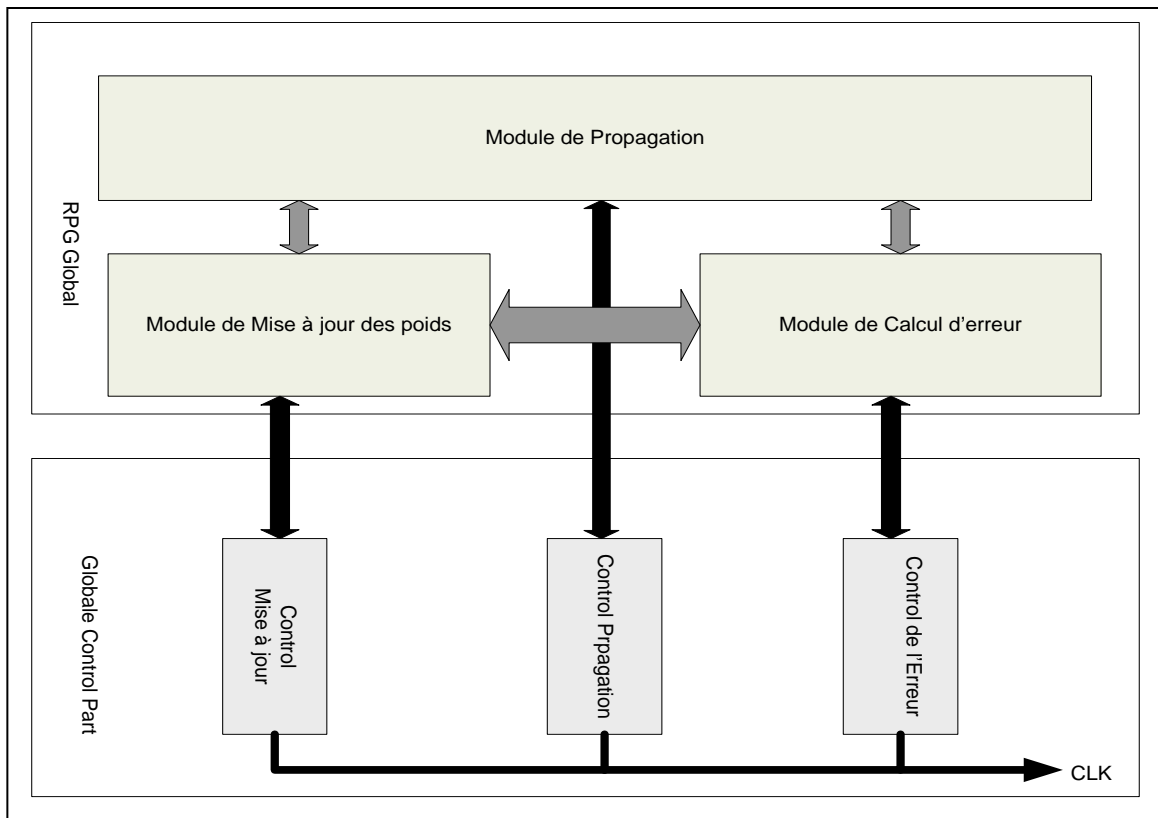 Module de Propagation
RPG Global
Module de Mise à jour des poids
Module de Calcul d'erreur
Globale Control Part
Control
Mise à jour
Control Prpagation
Control de l'Erreur
CLK